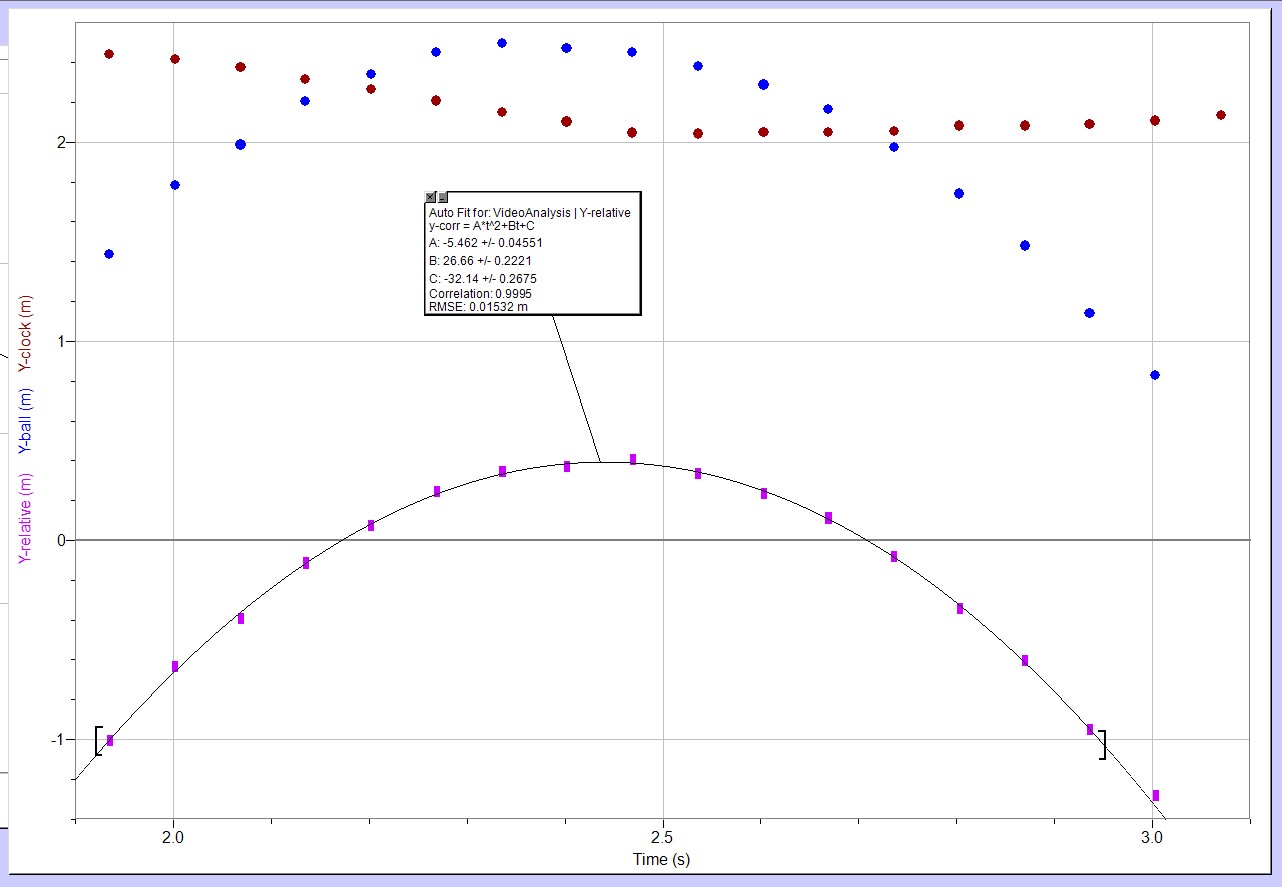 2
1
0
-1
Y-relative (m) Y-ball (m) Y-clock (m)
Auto Fit for: VideoAnalysis | Y-relative
y-corr = A*t^2+Bt+C
A: -5.462 +/- 0.04551
B: 26.66 +/- 0.2221
C: -32.14 +/- 0.2675
Correlation: 0.9995
RMSE: 0.01532 m
2.0 2.5 3.0
Time (s)